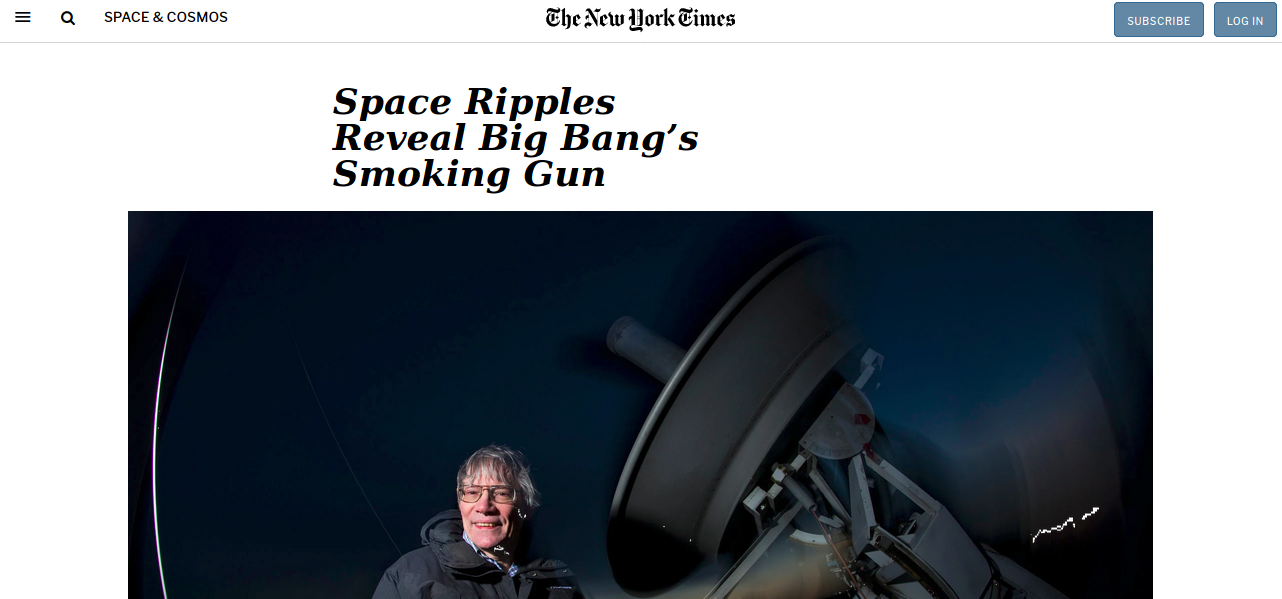 SPACE & COSMOS
The New York Times
SUBSCRIBE
LOG IN
Space Ripples
Reveal Big Bang’s
Smoking Gun